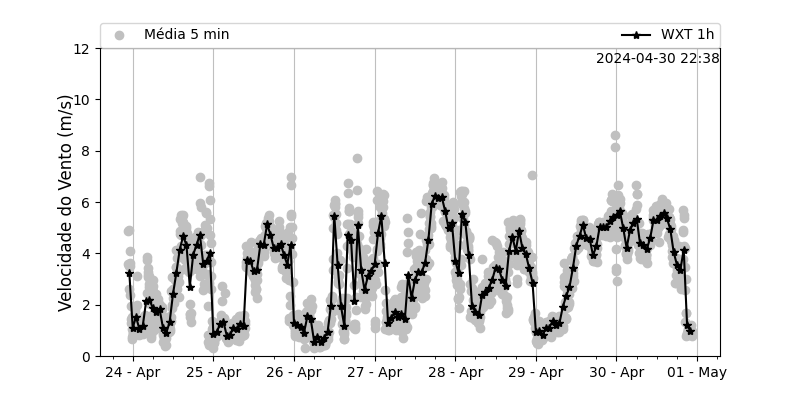 Média 5 min
WXT 1h
2024-04-30 22:38
Velocidade do Vento (m/s)
12
10
8
6
4
2
0
24 - Apr
25 - Apr
26 - Apr
27 - Apr
28 - Apr
29 - Apr
30 - Apr
01 - May